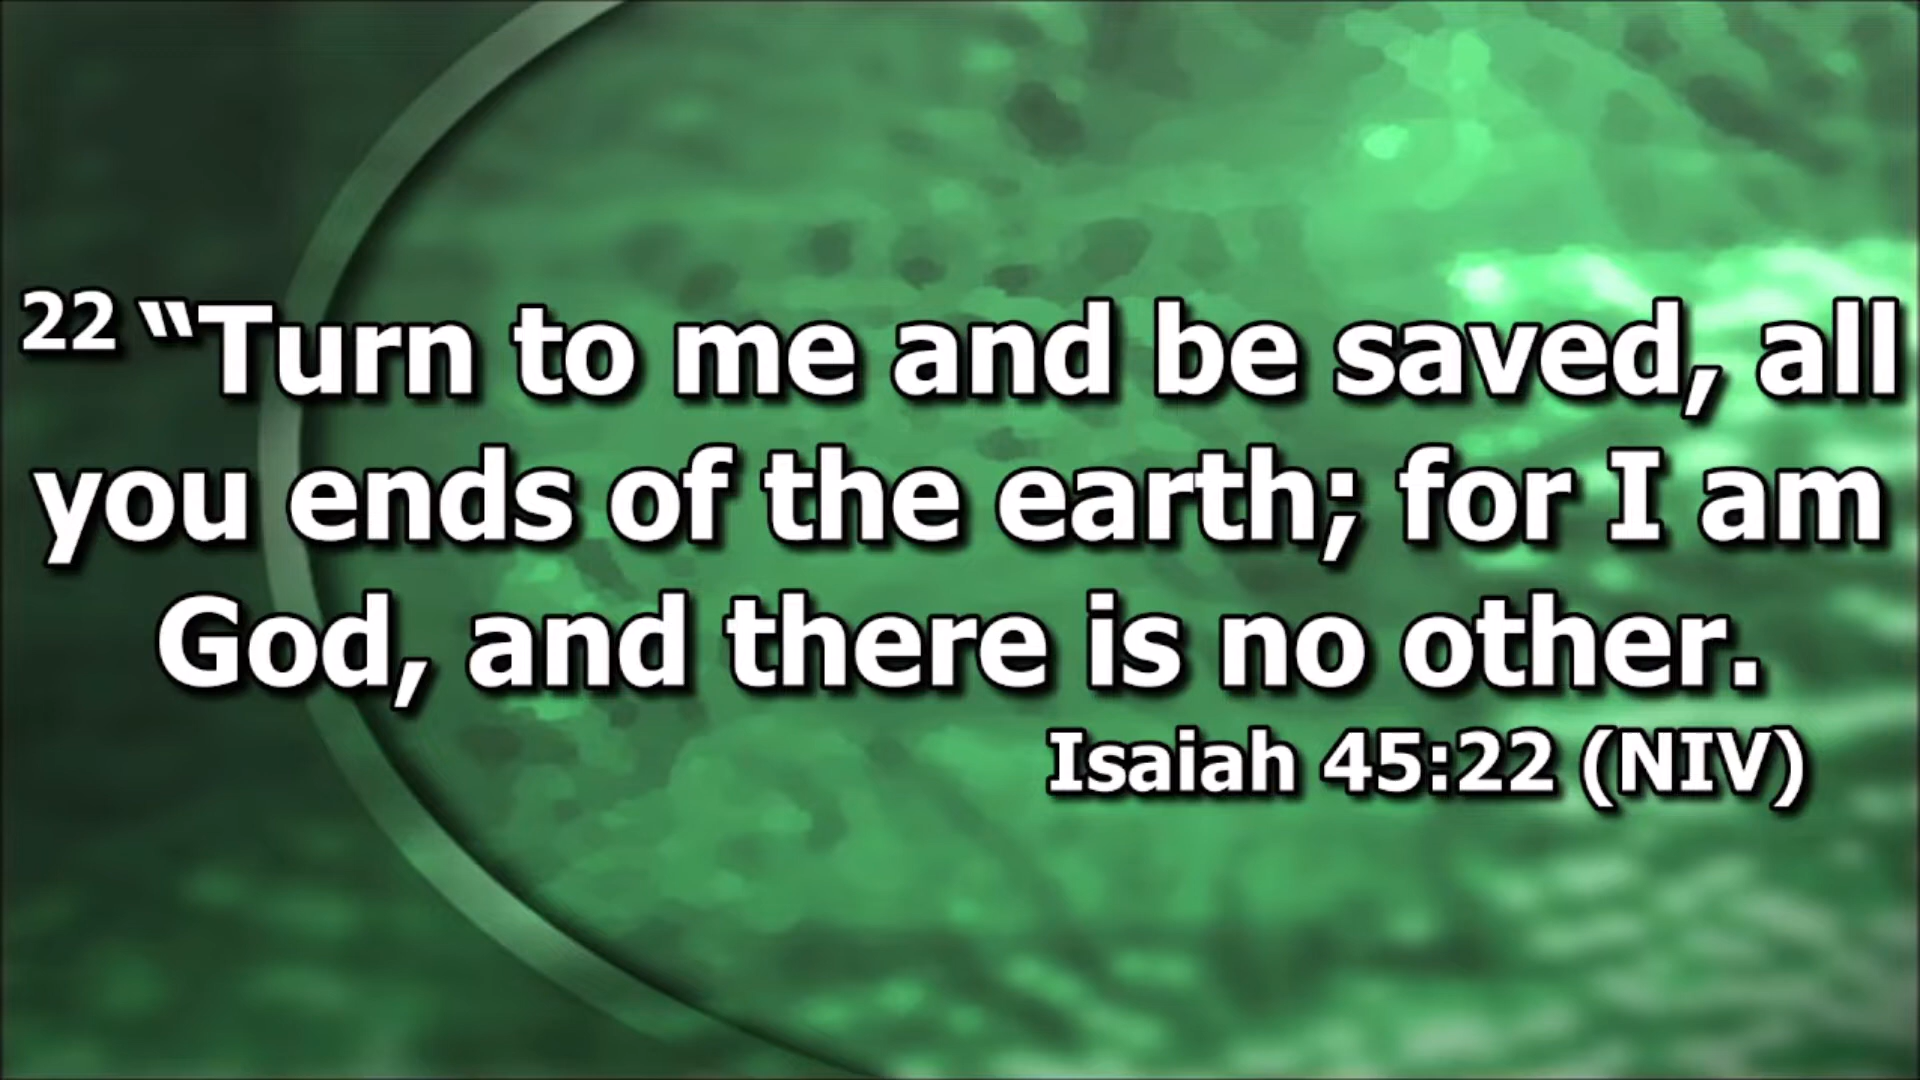 22 “Turn to me and be saved, all
you ends of the earth; for I am
God, and there is no other.
Isaiah 45:22 (NIV)